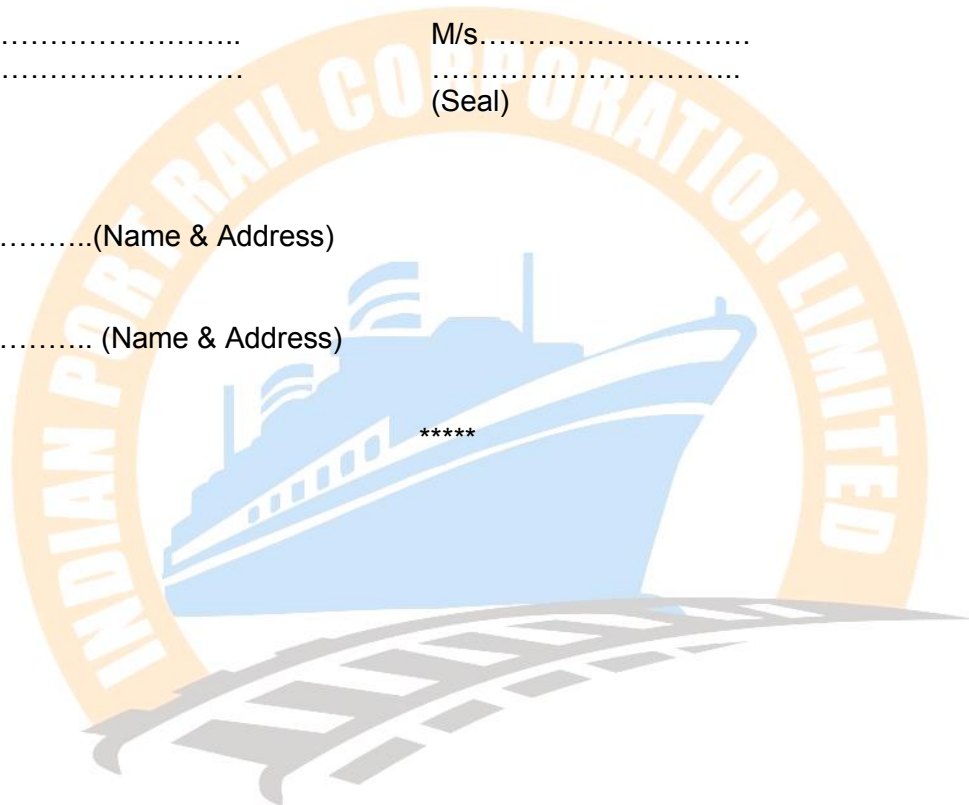 …………………….. M/s……………………….
…………………… …………………………..
(Seal)
………..(Name & Address)
……….. (Name & Address)
*****
INDIAN PORT RAIL CORPORATION LIMITED